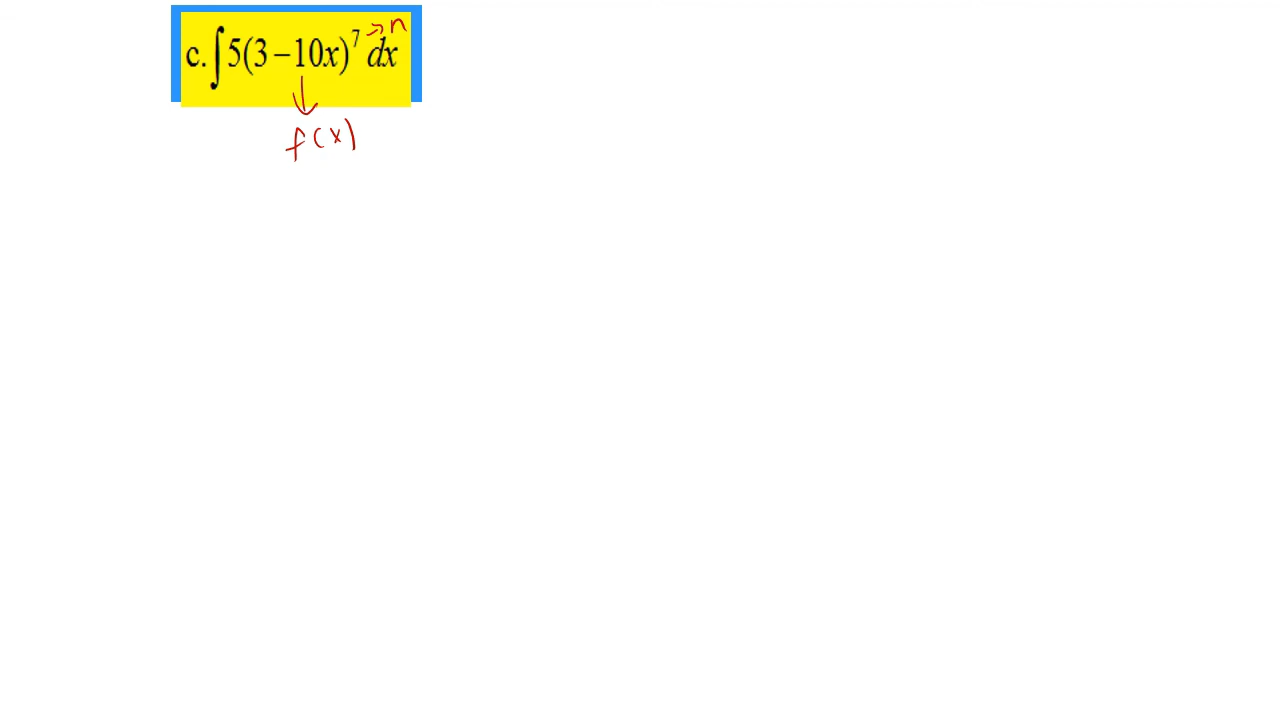 c. ∫5(3−10x)⁷ dx → n
f(x)